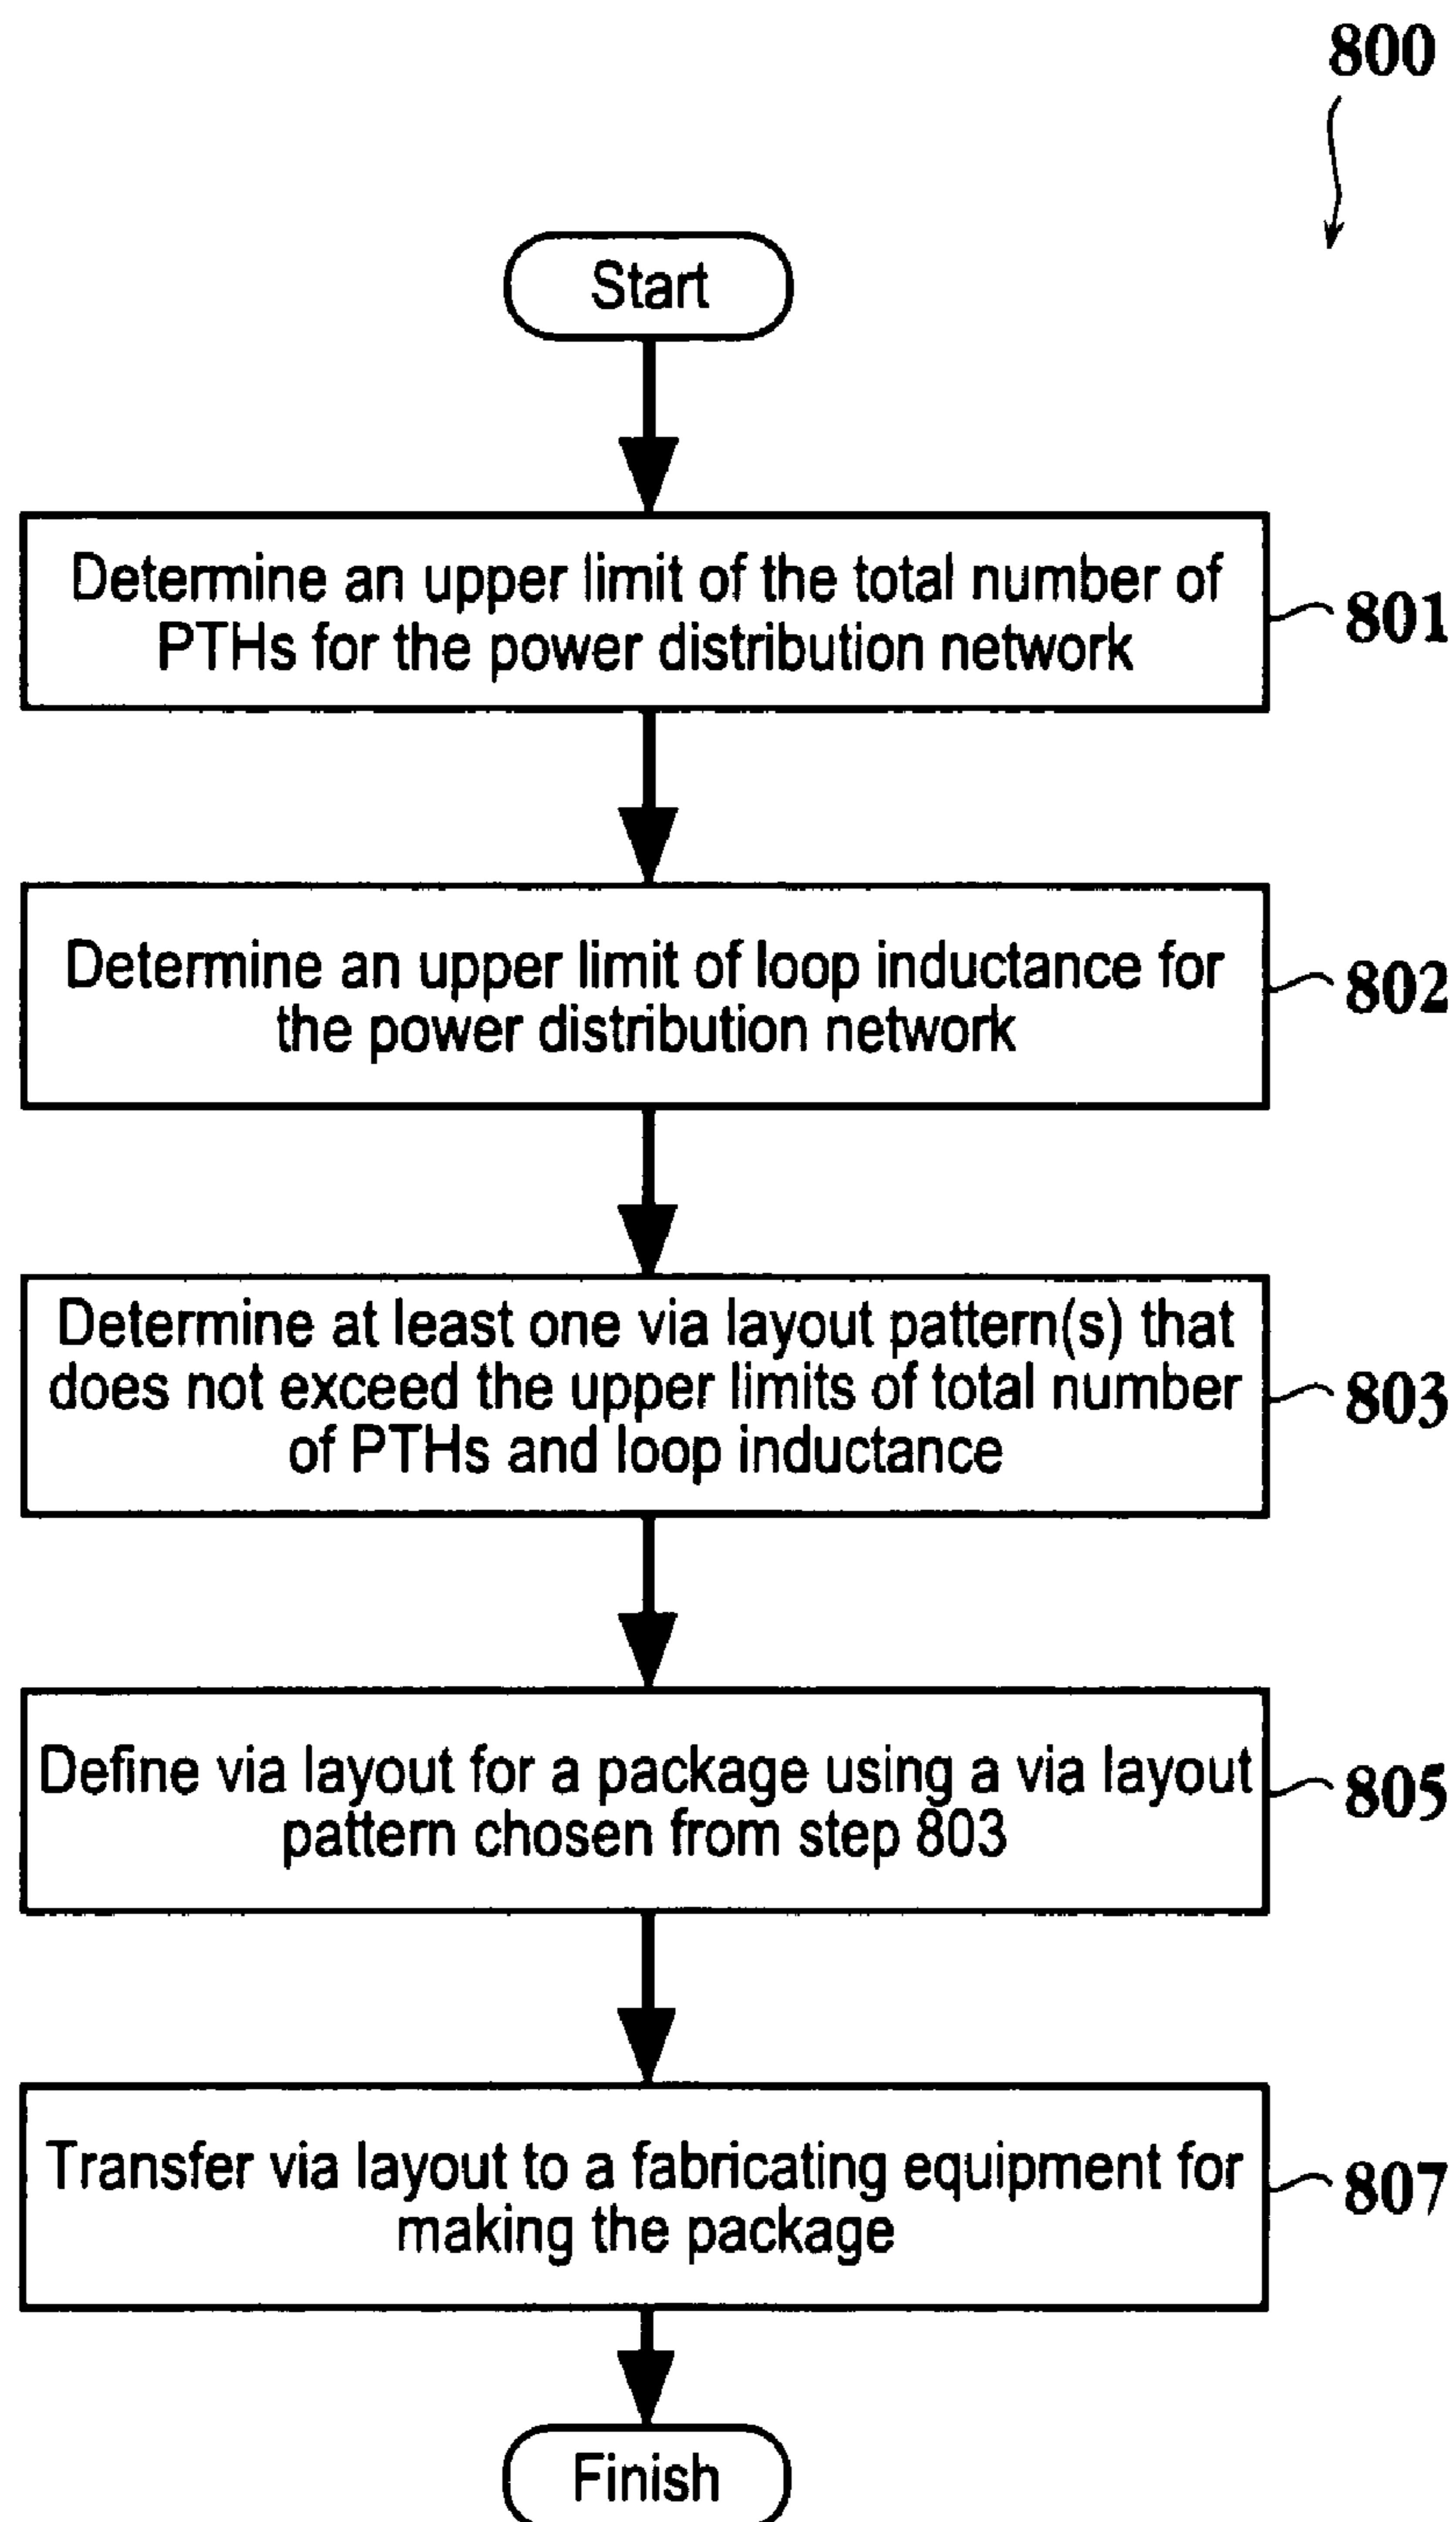 800
Start
Determine an upper limit of the total number of
PTHs for the power distribution network
801
Determine an upper limit of loop inductance for
the power distribution network
802
Determine at least one via layout pattern(s) that
does not exceed the upper limits of total number
of PTHs and loop inductance
803
Define via layout for a package using a via layout
pattern chosen from step 803
805
Transfer via layout to a fabricating equipment for
making the package
807
Finish